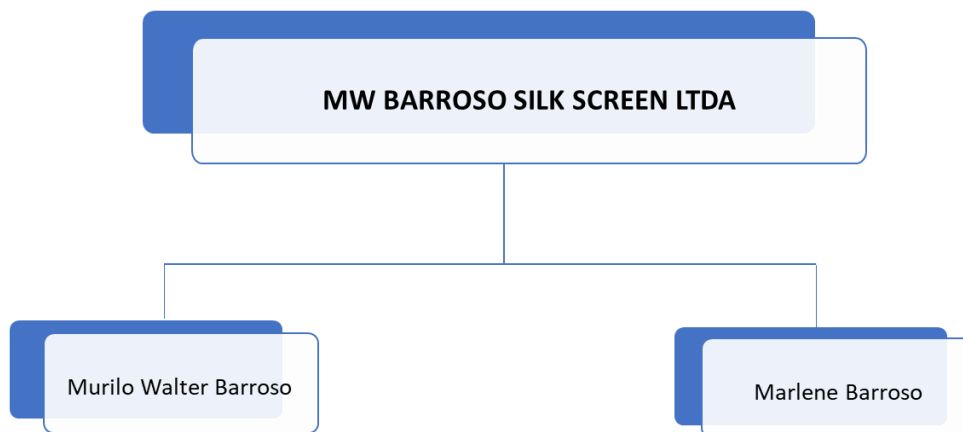 MW BARROSO SILK SCREEN LTDA
Murilo Walter Barroso
Marlene Barroso